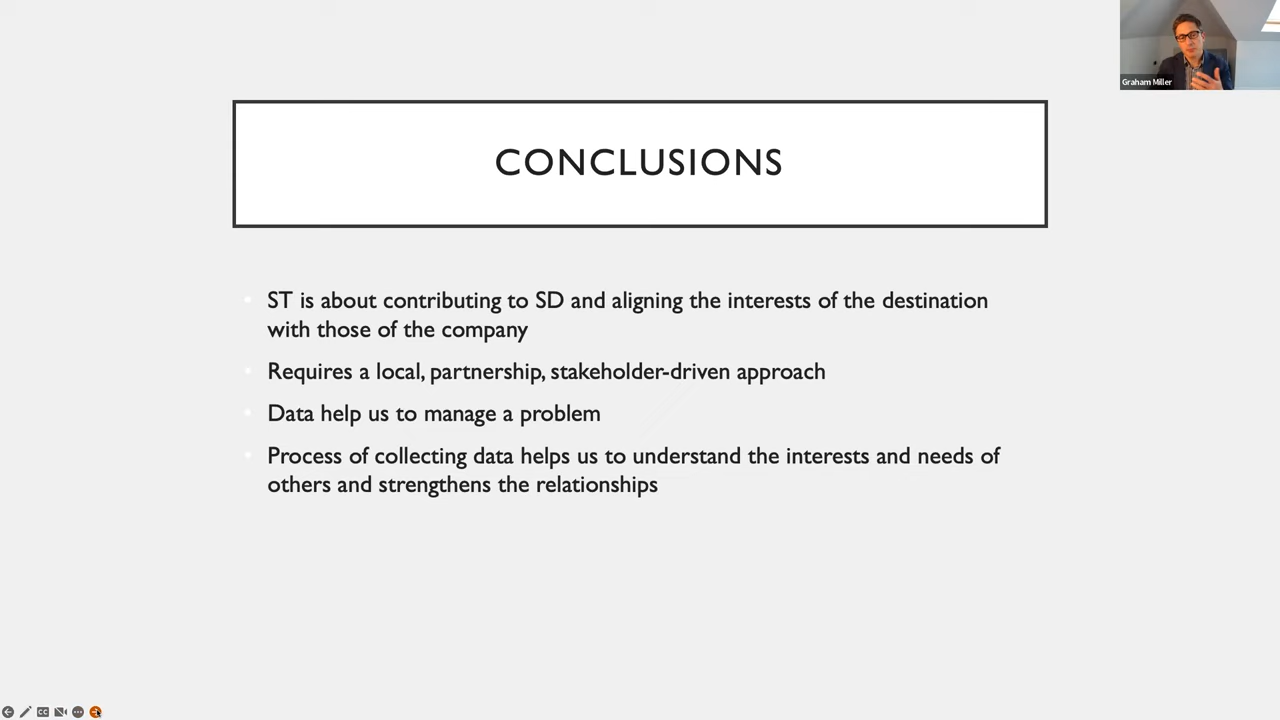 Graham Miller
CONCLUSIONS
ST is about contributing to SD and aligning the interests of the destination
with those of the company
Requires a local, partnership, stakeholder-driven approach
Data help us to manage a problem
Process of collecting data helps us to understand the interests and needs of
others and strengthens the relationships
CC